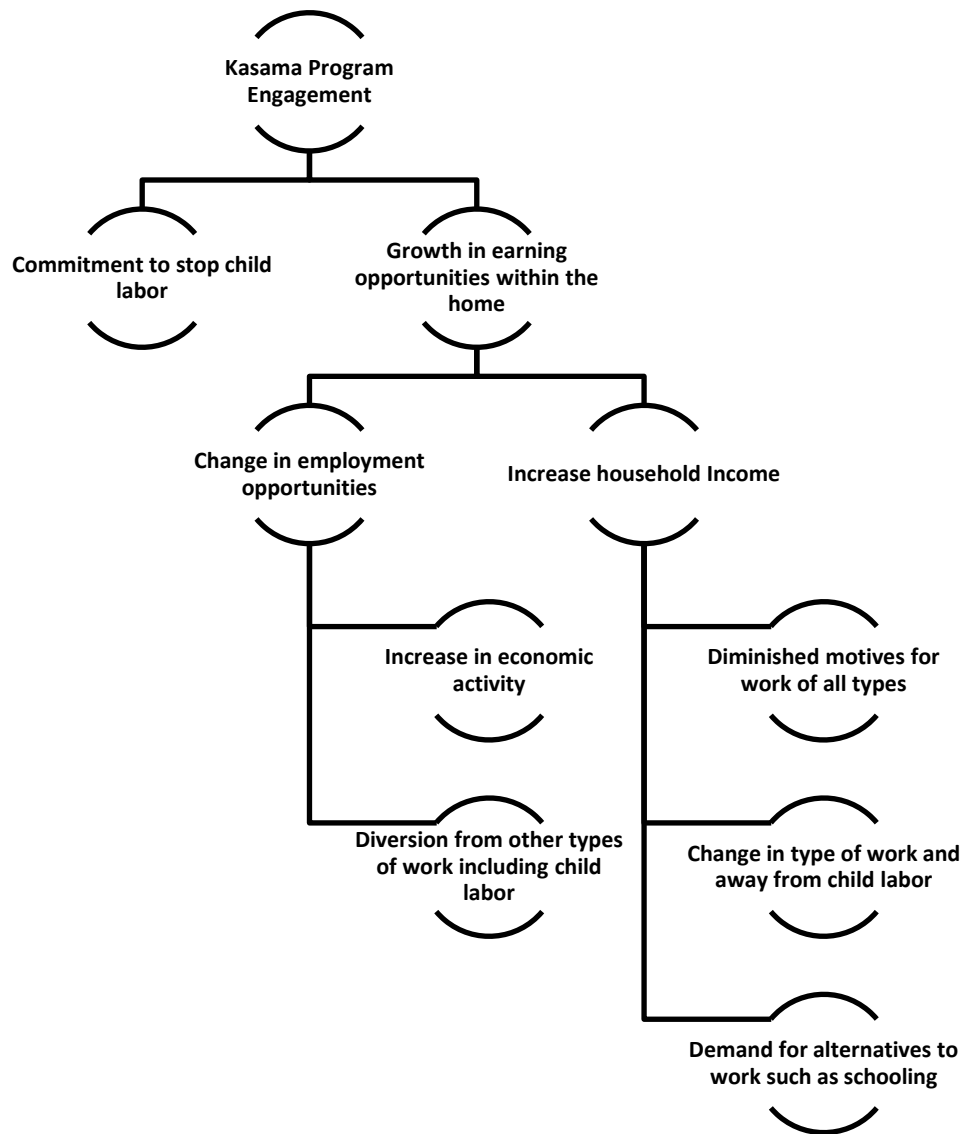 Kasama Program
Engagement
Commitment to stop child
labor
Growth in earning
opportunities within the
home
Change in employment
opportunities
Increase household Income
Increase in economic
activity
Diminished motives for
work of all types
Diversion from other types
of work including child
labor
Change in type of work and
away from child labor
Demand for alternatives to
work such as schooling